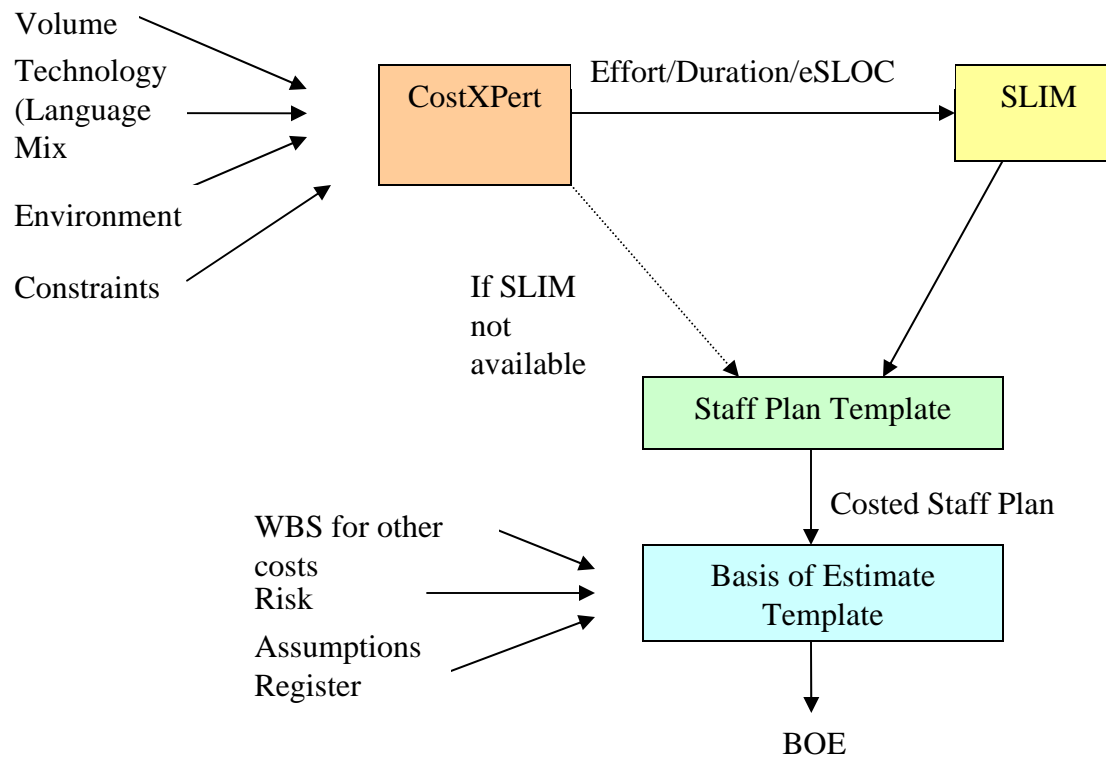 Volume
Technology
(Language
Mix
Environment
Constraints
CostXPert
Effort/Duration/eSLOC
SLIM
If SLIM
not
available
Staff Plan Template
Costed Staff Plan
WBS for other
costs
Risk
Assumptions
Register
Basis of Estimate
Template
BOE